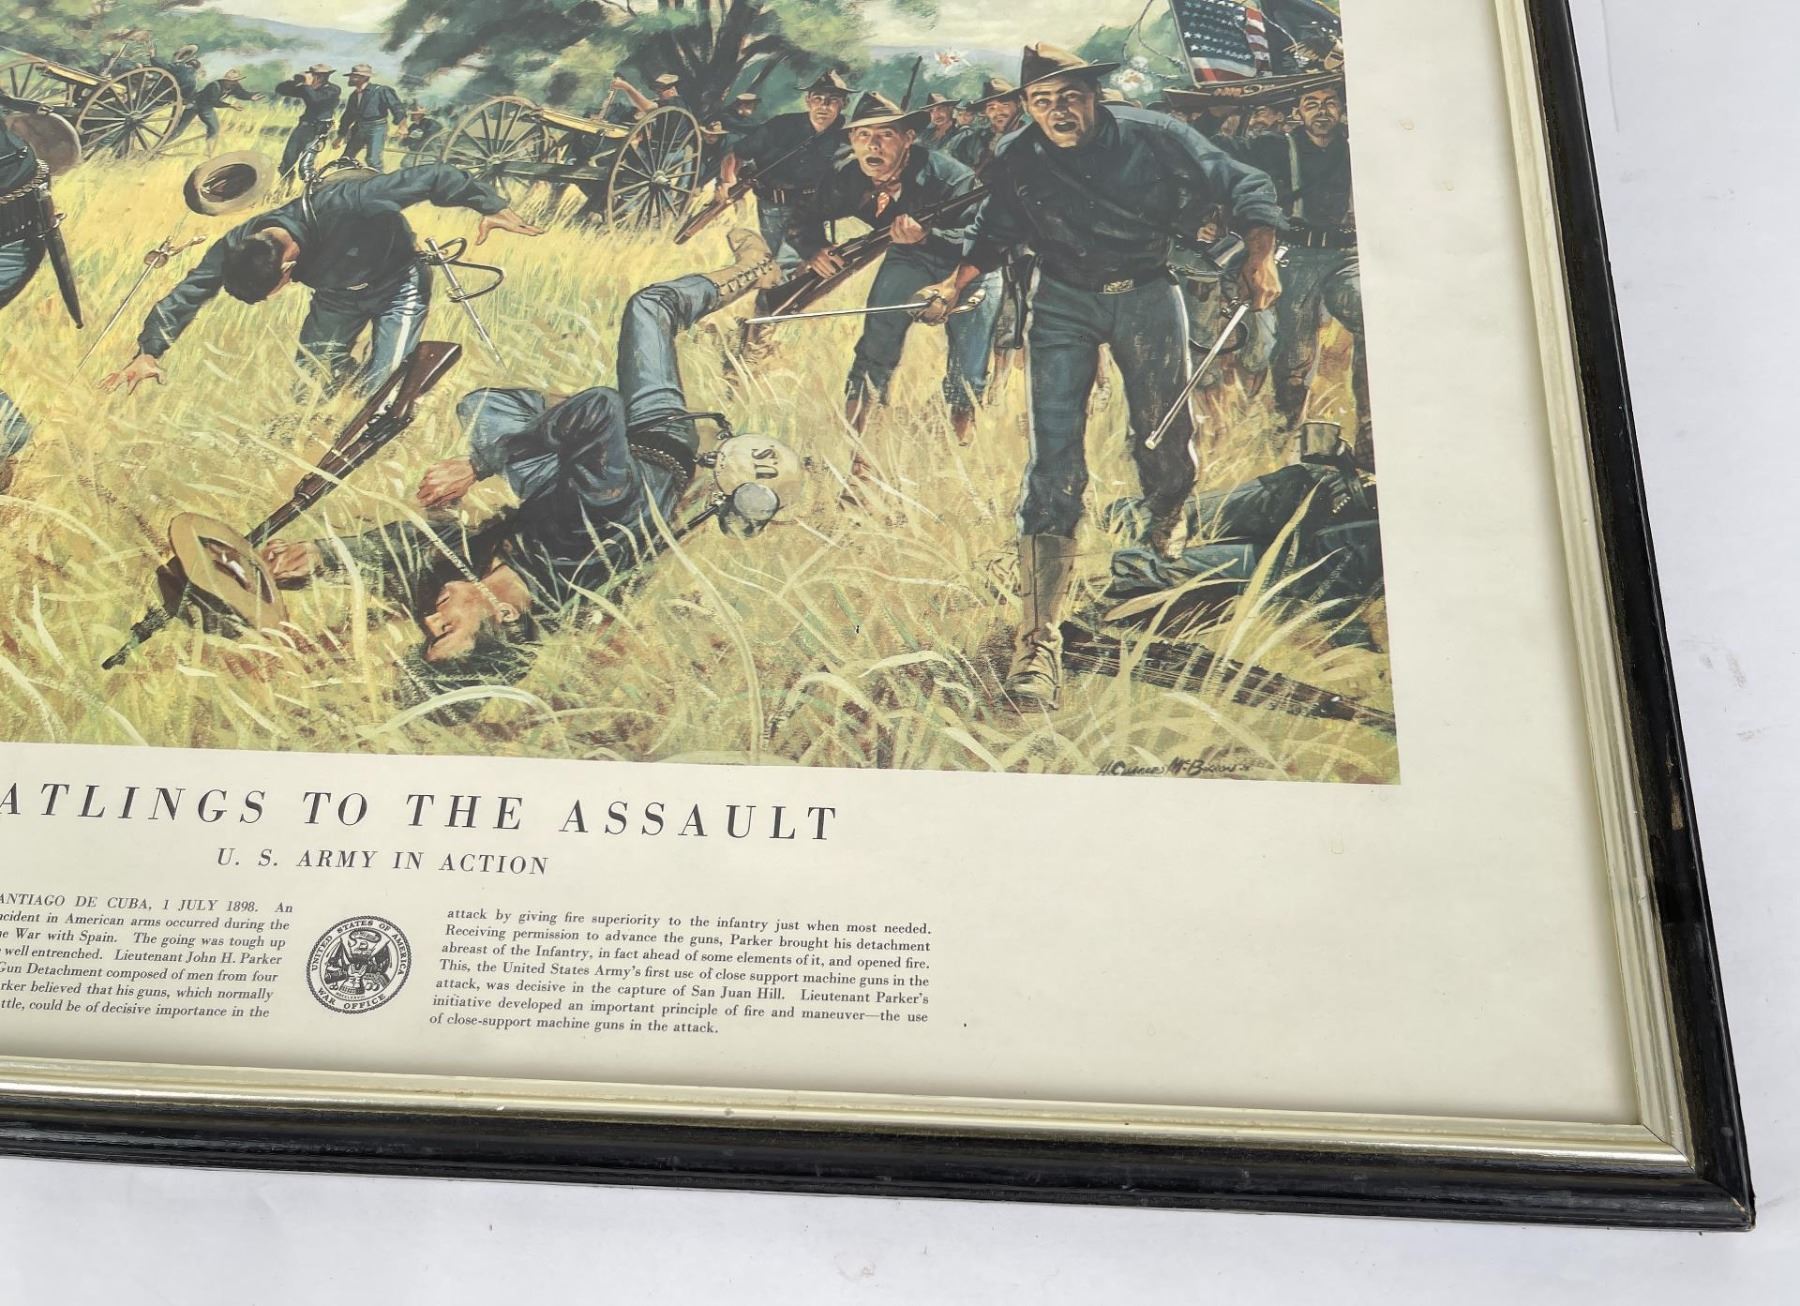 U.S.
H. Charles McBarron
ATLINGS TO THE ASSAULT
U. S. ARMY IN ACTION
ANTIAGO DE CUBA, 1 JULY 1898. An
ncident in American arms occurred during the
e War with Spain. The going was tough up
well entrenched. Lieutenant John H. Parker
Gun Detachment composed of men from four
rker believed that his guns, which normally
ttle, could be of decisive importance in the
UNITED STATES OF AMERICA
WAR OFFICE
attack by giving fire superiority to the infantry just when most needed.
Receiving permission to advance the guns, Parker brought his detachment
abreast of the Infantry, in fact ahead of some elements of it, and opened fire.
This, the United States Army's first use of close support machine guns in the
attack, was decisive in the capture of San Juan Hill. Lieutenant Parker's
initiative developed an important principle of fire and maneuver—the use
of close-support machine guns in the attack.